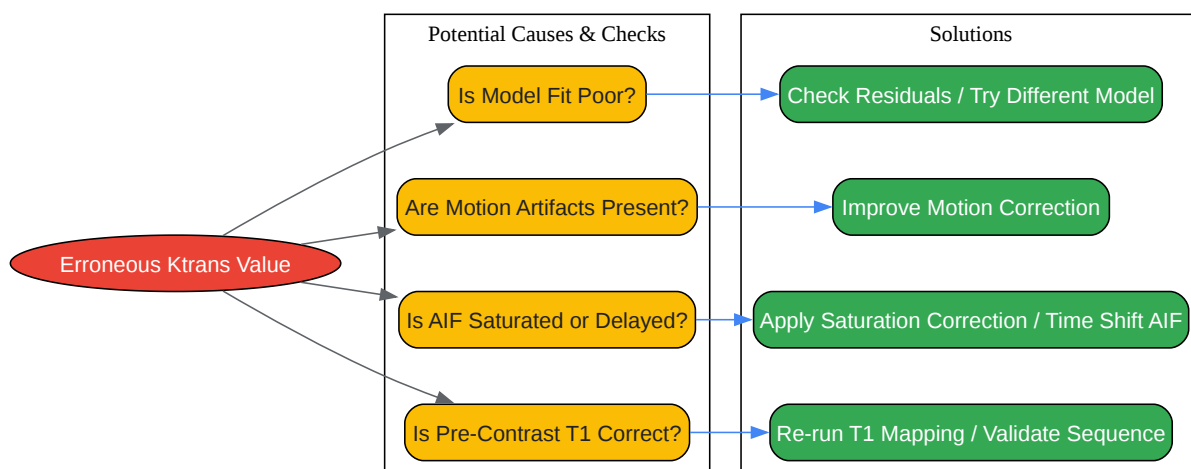 Potential Causes & Checks
Solutions
Is Model Fit Poor?
Check Residuals / Try Different Model
Are Motion Artifacts Present?
Improve Motion Correction
Erroneous Ktrans Value
Is AIF Saturated or Delayed?
Apply Saturation Correction / Time Shift AIF
Is Pre-Contrast T1 Correct?
Re-run T1 Mapping / Validate Sequence